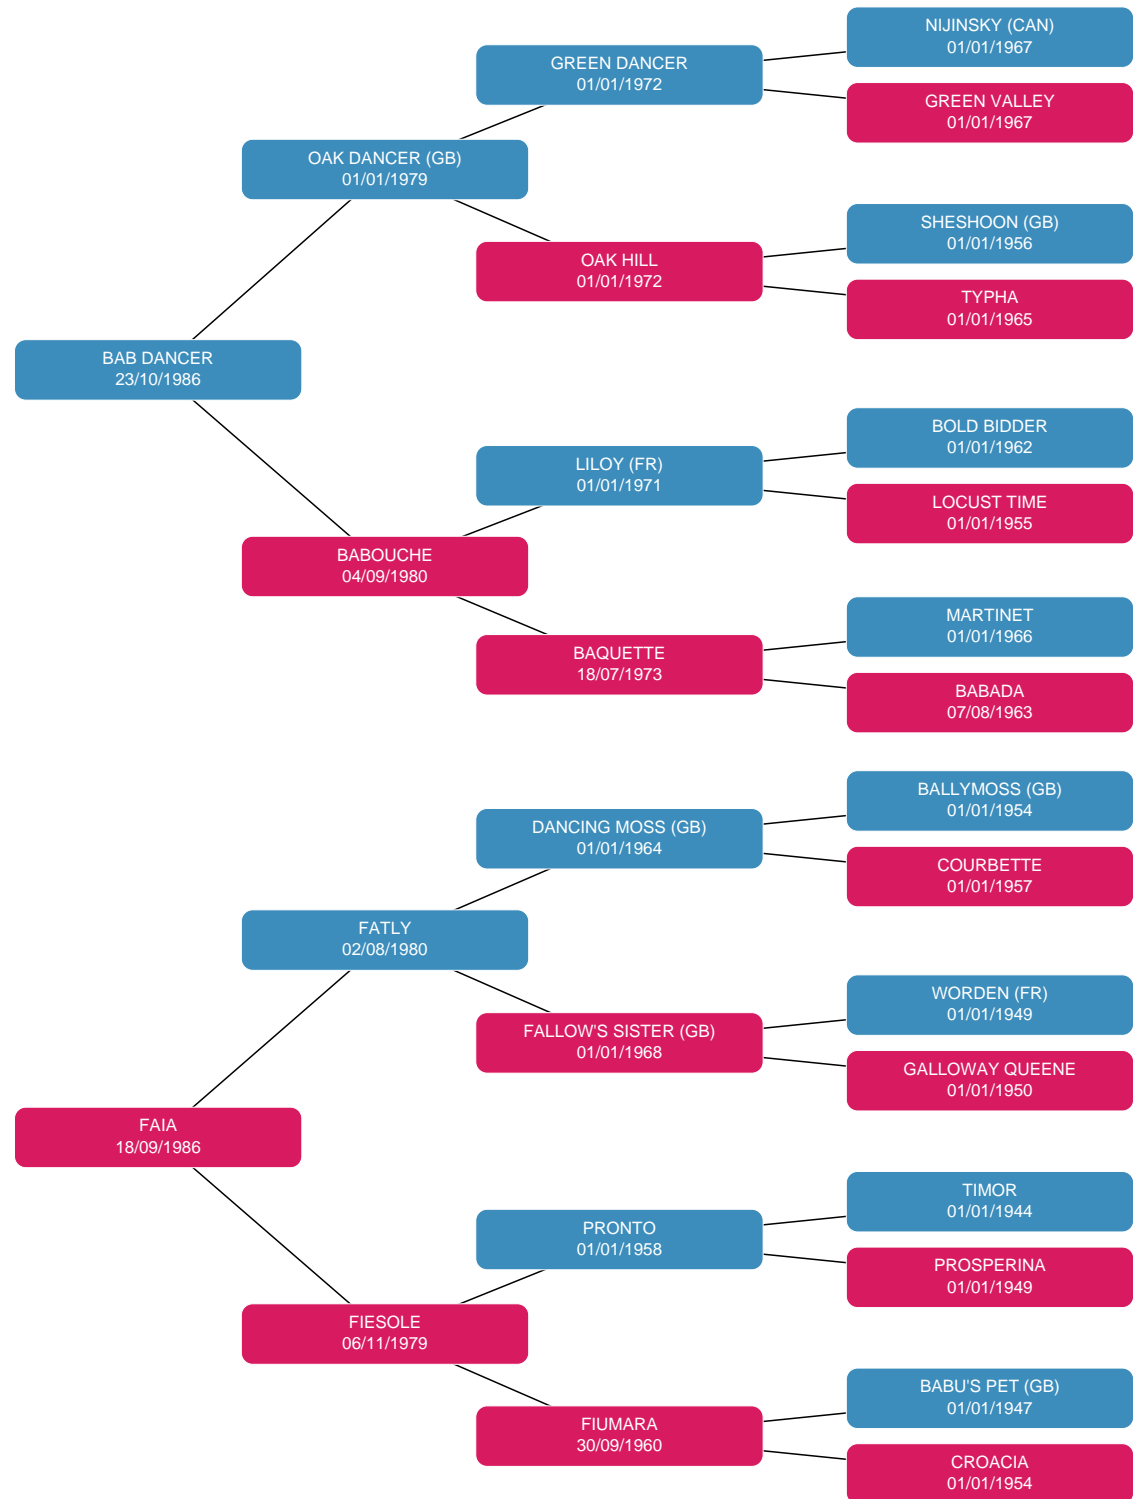 NIJINSKY (CAN)
01/01/1967
GREEN DANCER
01/01/1972
GREEN VALLEY
01/01/1967
OAK DANCER (GB)
01/01/1979
SHESHOON (GB)
01/01/1956
OAK HILL
01/01/1972
TYPHA
01/01/1965
BAB DANCER
23/10/1986
BOLD BIDDER
01/01/1962
LILOY (FR)
01/01/1971
LOCUST TIME
01/01/1955
BABOUCHE
04/09/1980
MARTINET
01/01/1966
BAQUETTE
18/07/1973
BABADA
07/08/1963
BALLYMOSS (GB)
01/01/1954
DANCING MOSS (GB)
01/01/1964
COURBETTE
01/01/1957
FATLY
02/08/1980
WORDEN (FR)
01/01/1949
FALLOW'S SISTER (GB)
01/01/1968
GALLOWAY QUEENE
01/01/1950
FAIA
18/09/1986
TIMOR
01/01/1944
PRONTO
01/01/1958
PROSPERINA
01/01/1949
FIESOLE
06/11/1979
BABU'S PET (GB)
01/01/1947
FIUMARA
30/09/1960
CROACIA
01/01/1954